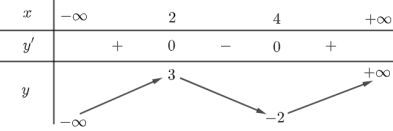 x −∞ 2 4 +∞
y′ + 0 − 0 +
3 +∞
y
−∞ −2